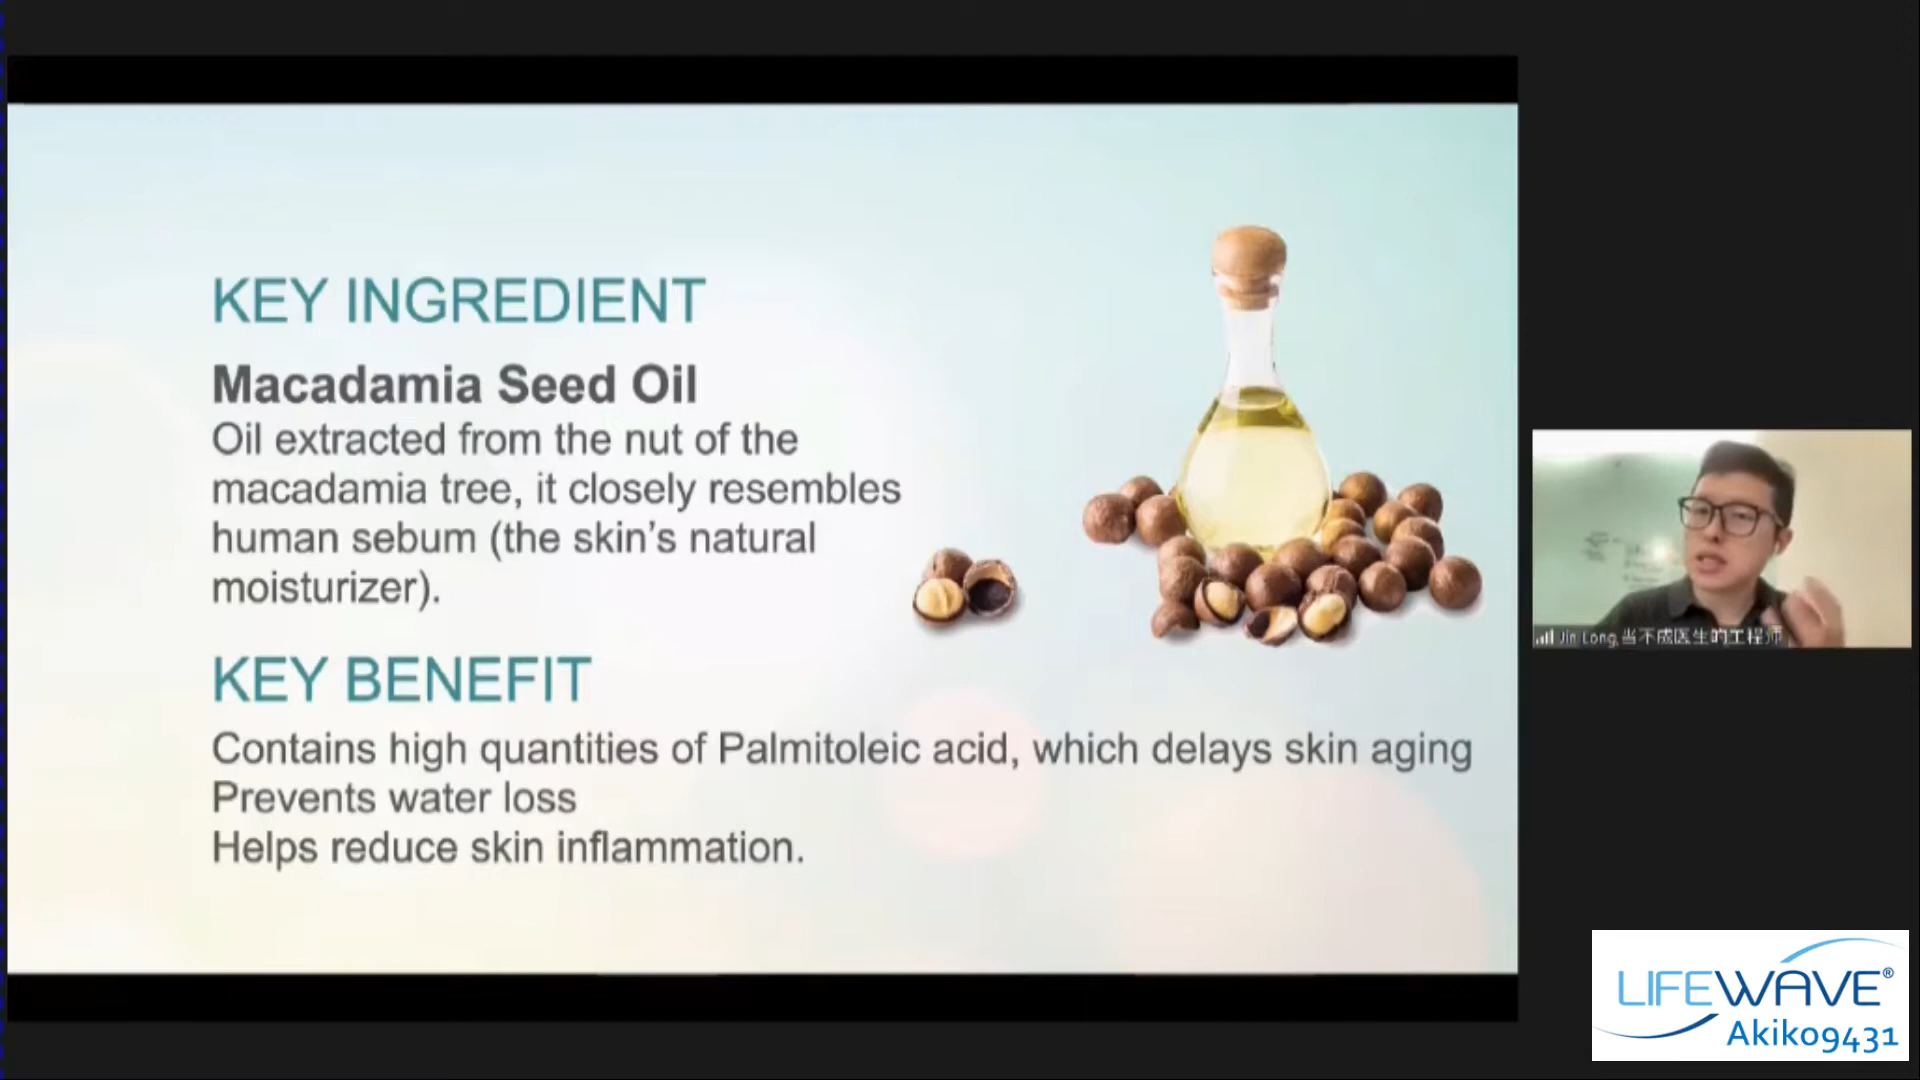 KEY INGREDIENT
Macadamia Seed Oil
Oil extracted from the nut of the
macadamia tree, it closely resembles
human sebum (the skin's natural
moisturizer).
KEY BENEFIT
Contains high quantities of Palmitoleic acid, which delays skin aging
Prevents water loss
Helps reduce skin inflammation.
Jin Long,当不成医生的工程师
LIFEWAVE®
Akiko9431